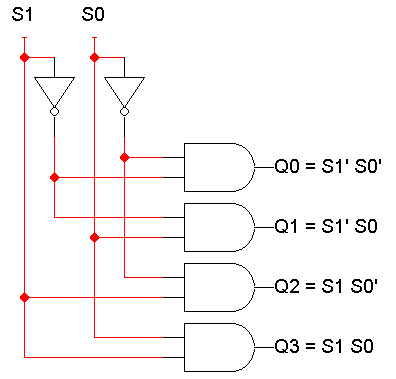 S1 S0
Q0 = S1' S0'
Q1 = S1' S0
Q2 = S1 S0'
Q3 = S1 S0